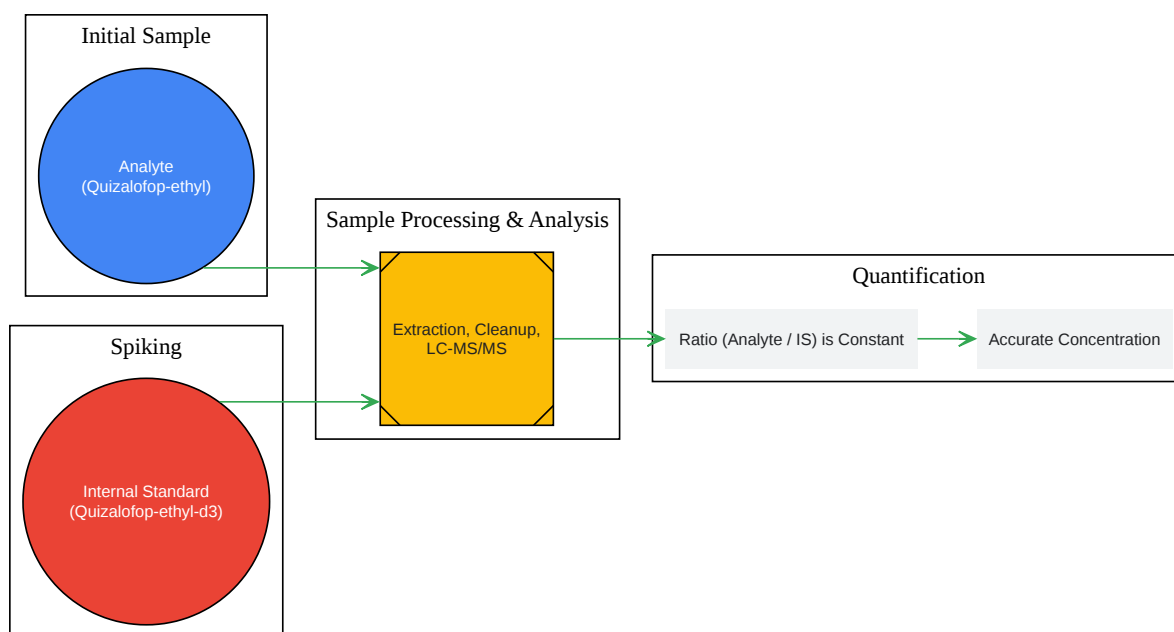 Initial Sample
Analyte
(Quizalofop-ethyl)
Spiking
Internal Standard
(Quizalofop-ethyl-d3)
Sample Processing & Analysis
Extraction, Cleanup,
LC-MS/MS
Quantification
Ratio (Analyte / IS) is Constant
Accurate Concentration